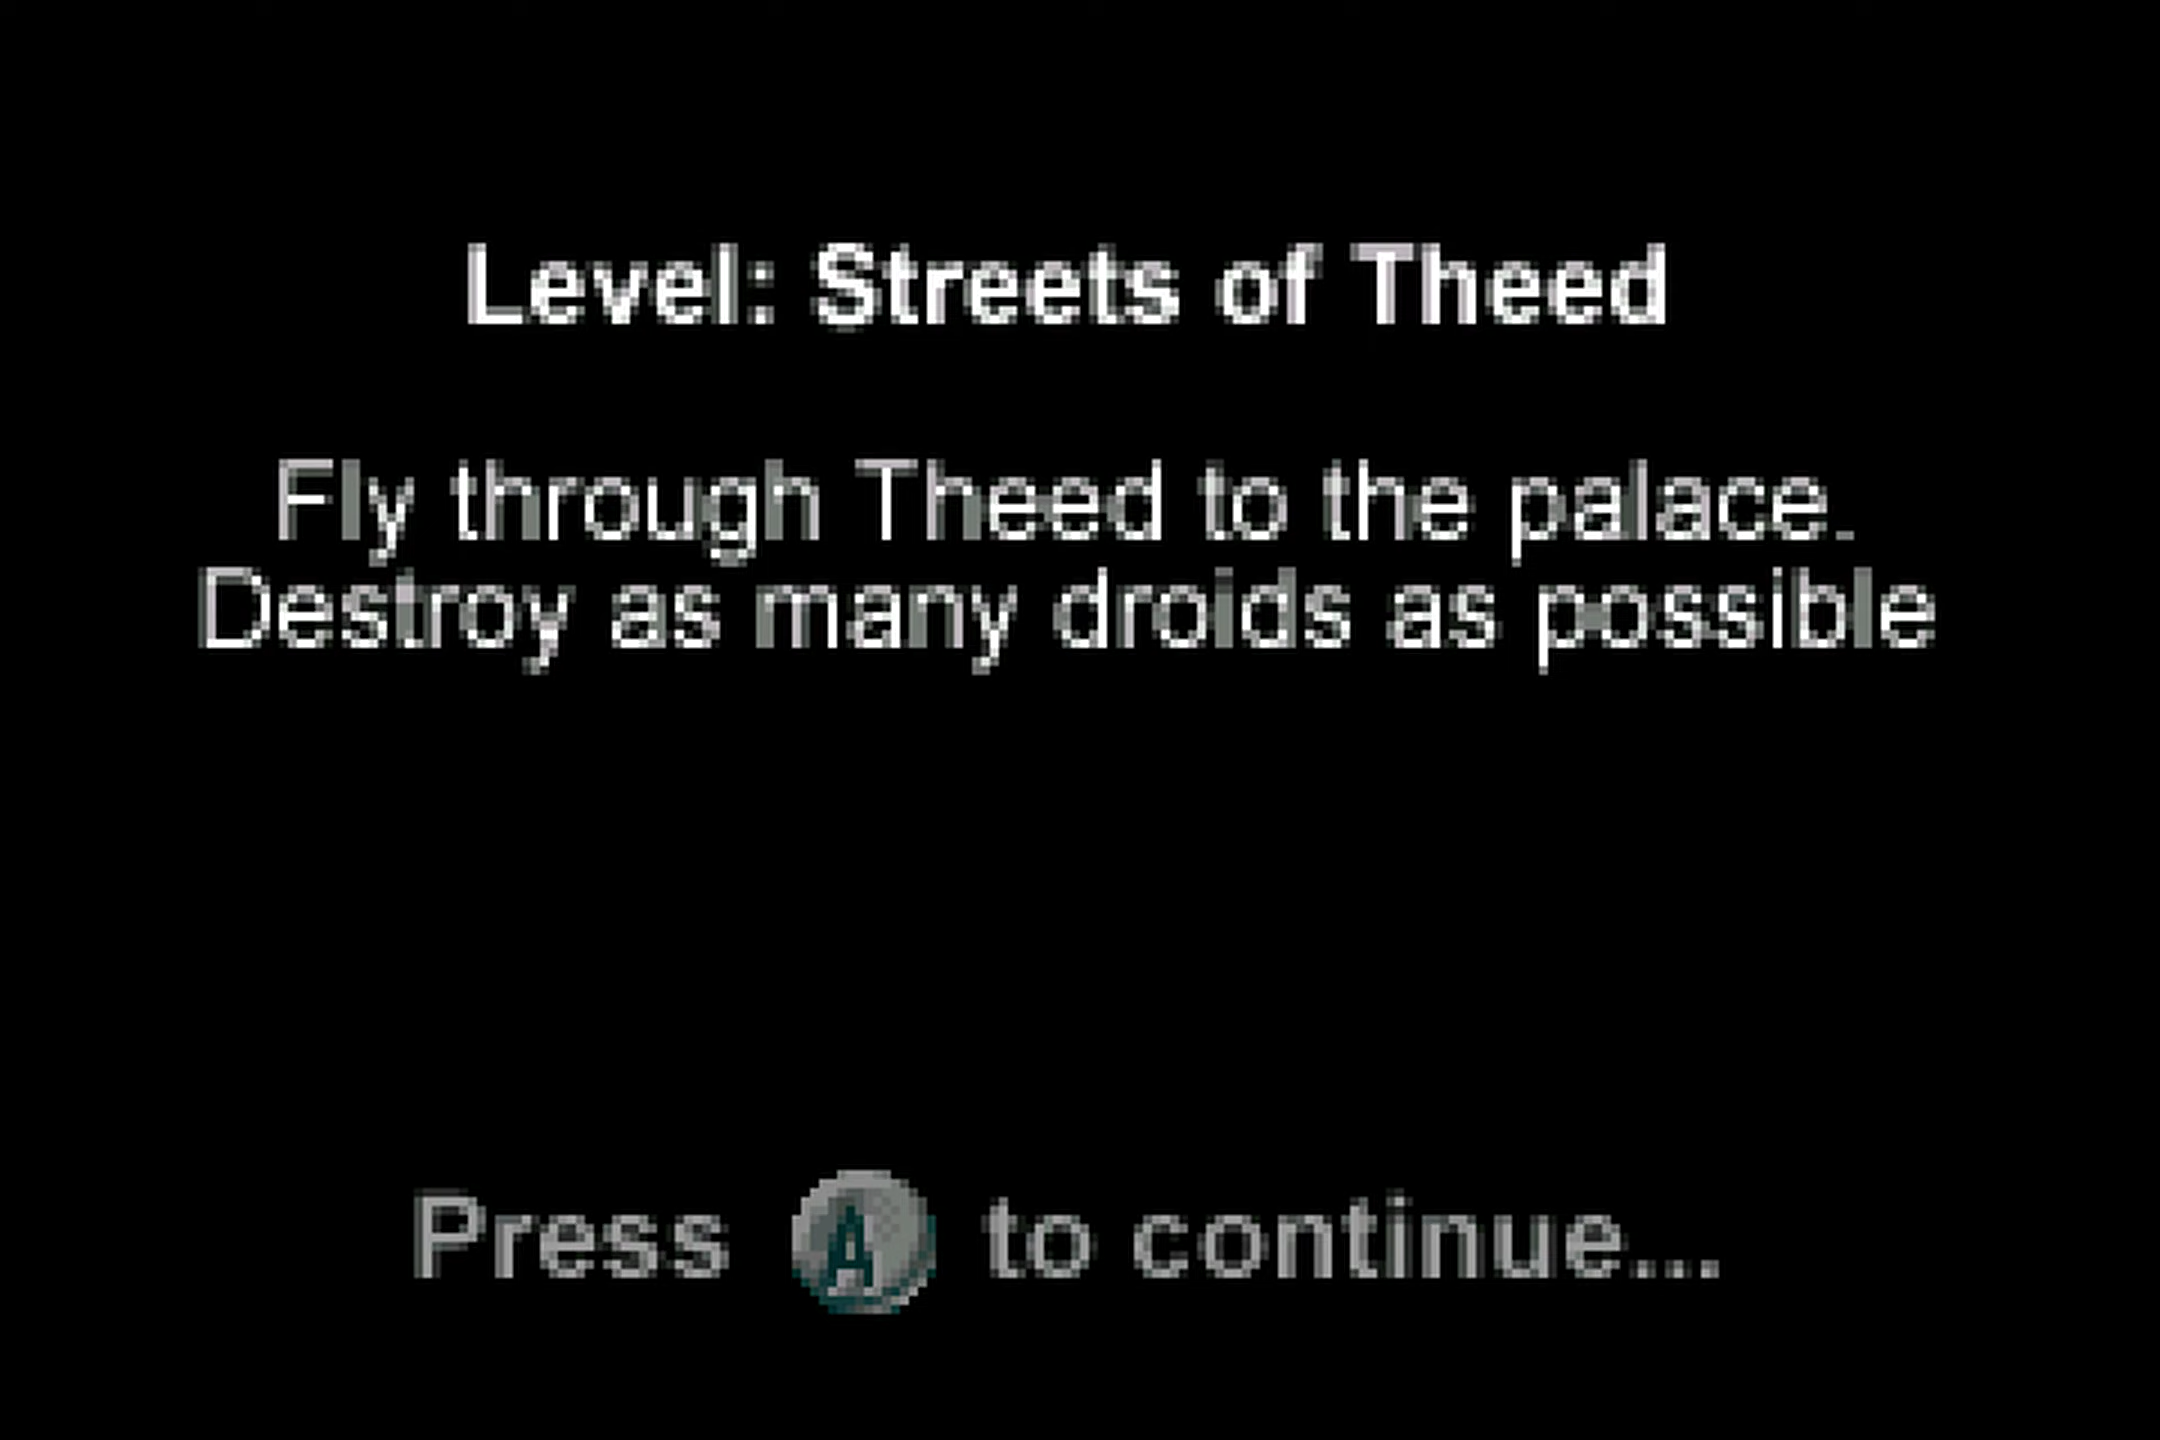 Level: Streets of Theed
Fly through Theed to the palace.
Destroy as many droids as possible
Press A to continue...